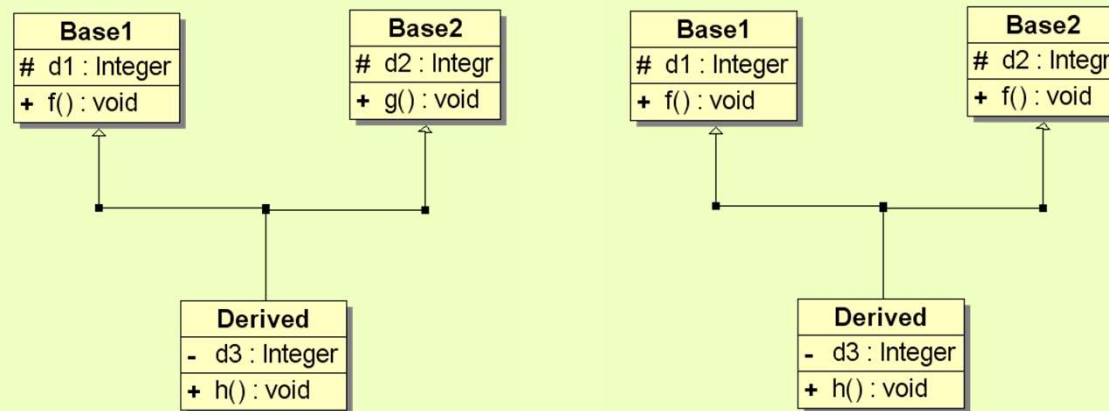 Base1
# d1 : Integer
+ f() : void
Base2
# d2 : Integr
+ g() : void
Derived
- d3 : Integer
+ h() : void
Base1
# d1 : Integer
+ f() : void
Base2
# d2 : Integr
+ f() : void
Derived
- d3 : Integer
+ h() : void